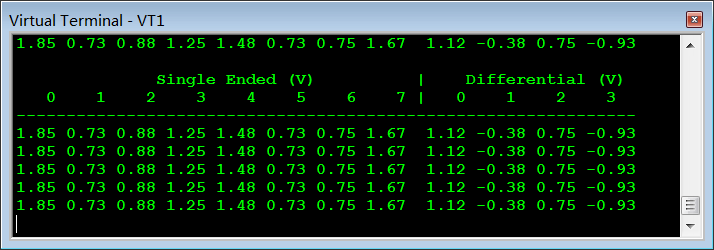 Virtual Terminal - VT1
1.85 0.73 0.88 1.25 1.48 0.73 0.75 1.67  1.12 -0.38 0.75 -0.93
Single Ended (V)          |    Differential (V)
0    1    2    3    4    5    6    7 |   0    1    2    3
--------------------------------------------------------------
1.85 0.73 0.88 1.25 1.48 0.73 0.75 1.67  1.12 -0.38 0.75 -0.93
1.85 0.73 0.88 1.25 1.48 0.73 0.75 1.67  1.12 -0.38 0.75 -0.93
1.85 0.73 0.88 1.25 1.48 0.73 0.75 1.67  1.12 -0.38 0.75 -0.93
1.85 0.73 0.88 1.25 1.48 0.73 0.75 1.67  1.12 -0.38 0.75 -0.93
1.85 0.73 0.88 1.25 1.48 0.73 0.75 1.67  1.12 -0.38 0.75 -0.93